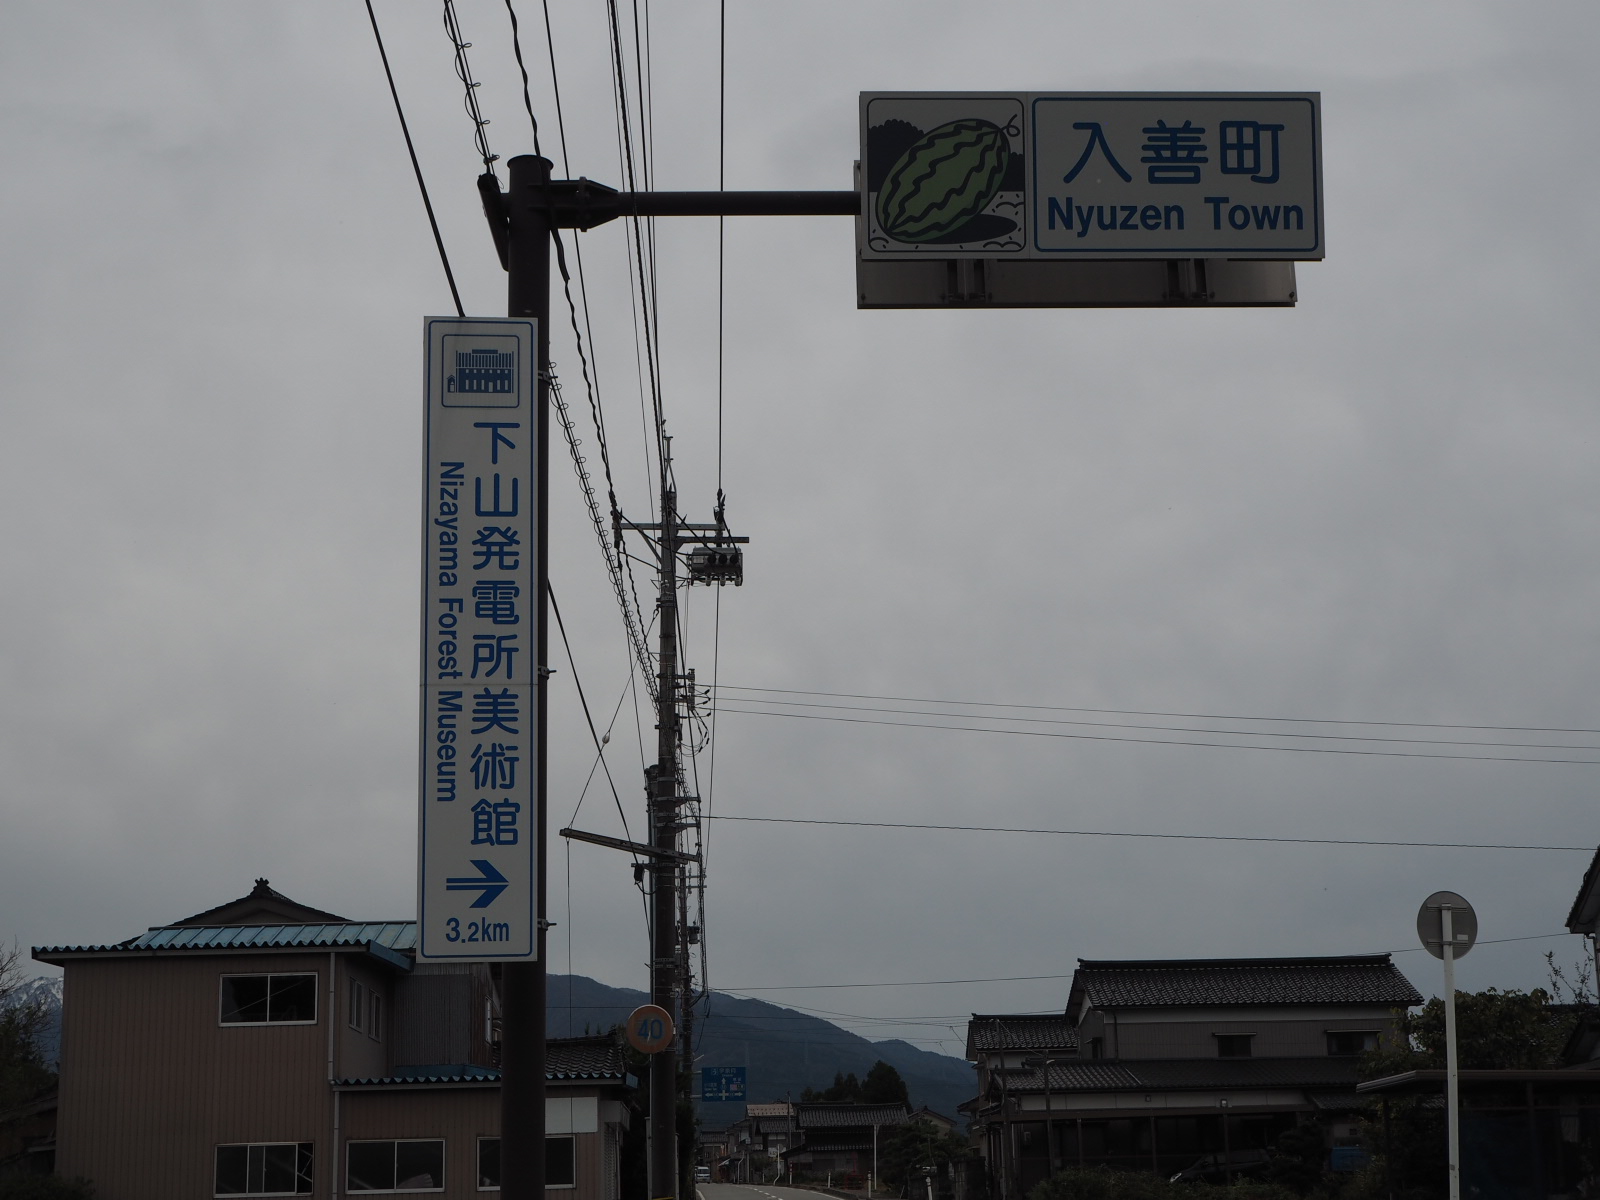 入善町
Nyuzen Town
下山発電所美術館
Nizayama Forest Museum
3.2km
40